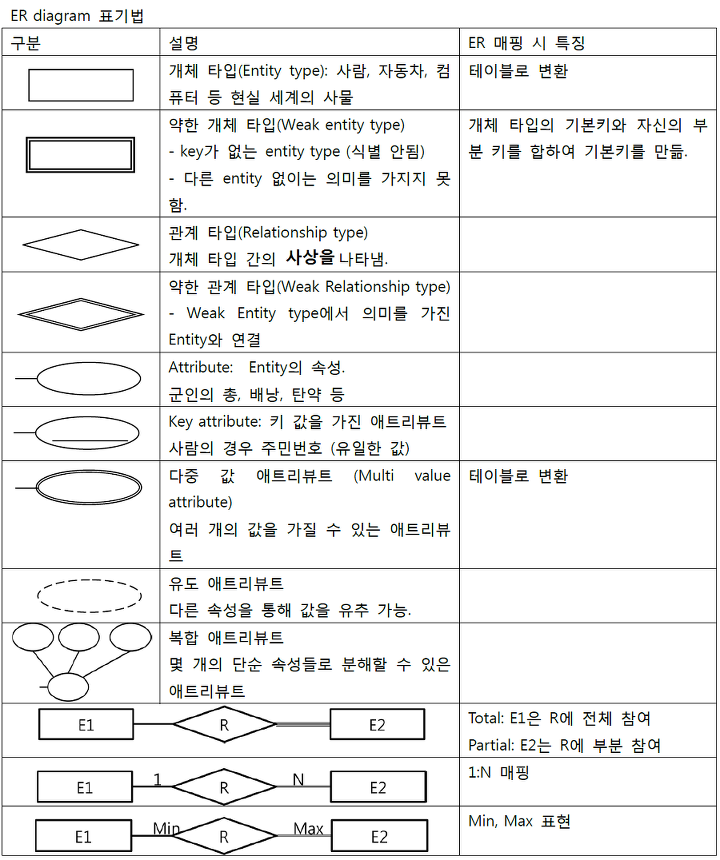 ER diagram 표기법
구분 설명 ER 매핑 시 특징
개체 타입(Entity type): 사람, 자동차, 컴
퓨터 등 현실 세계의 사물
테이블로 변환
약한 개체 타입(Weak entity type)
- key가 없는 entity type (식별 안됨)
- 다른 entity 없이는 의미를 가지지 못
함.
개체 타입의 기본키와 자신의 부
분 키를 합하여 기본키를 만듦.
관계 타입(Relationship type)
개체 타입 간의 사상을 나타냄.
약한 관계 타입(Weak Relationship type)
- Weak Entity type에서 의미를 가진
Entity와 연결
Attribute: Entity의 속성.
군인의 총, 배낭, 탄약 등
Key attribute: 키 값을 가진 애트리뷰트
사람의 경우 주민번호 (유일한 값)
다중 값 애트리뷰트 (Multi value
attribute)
여러 개의 값을 가질 수 있는 애트리뷰
트
테이블로 변환
유도 애트리뷰트
다른 속성을 통해 값을 유추 가능.
복합 애트리뷰트
몇 개의 단순 속성들로 분해할 수 있은
애트리뷰트
E1 R E2
Total: E1은 R에 전체 참여
Partial: E2는 R에 부분 참여
E1 1 R N E2
1:N 매핑
E1 Min R Max E2
Min, Max 표현